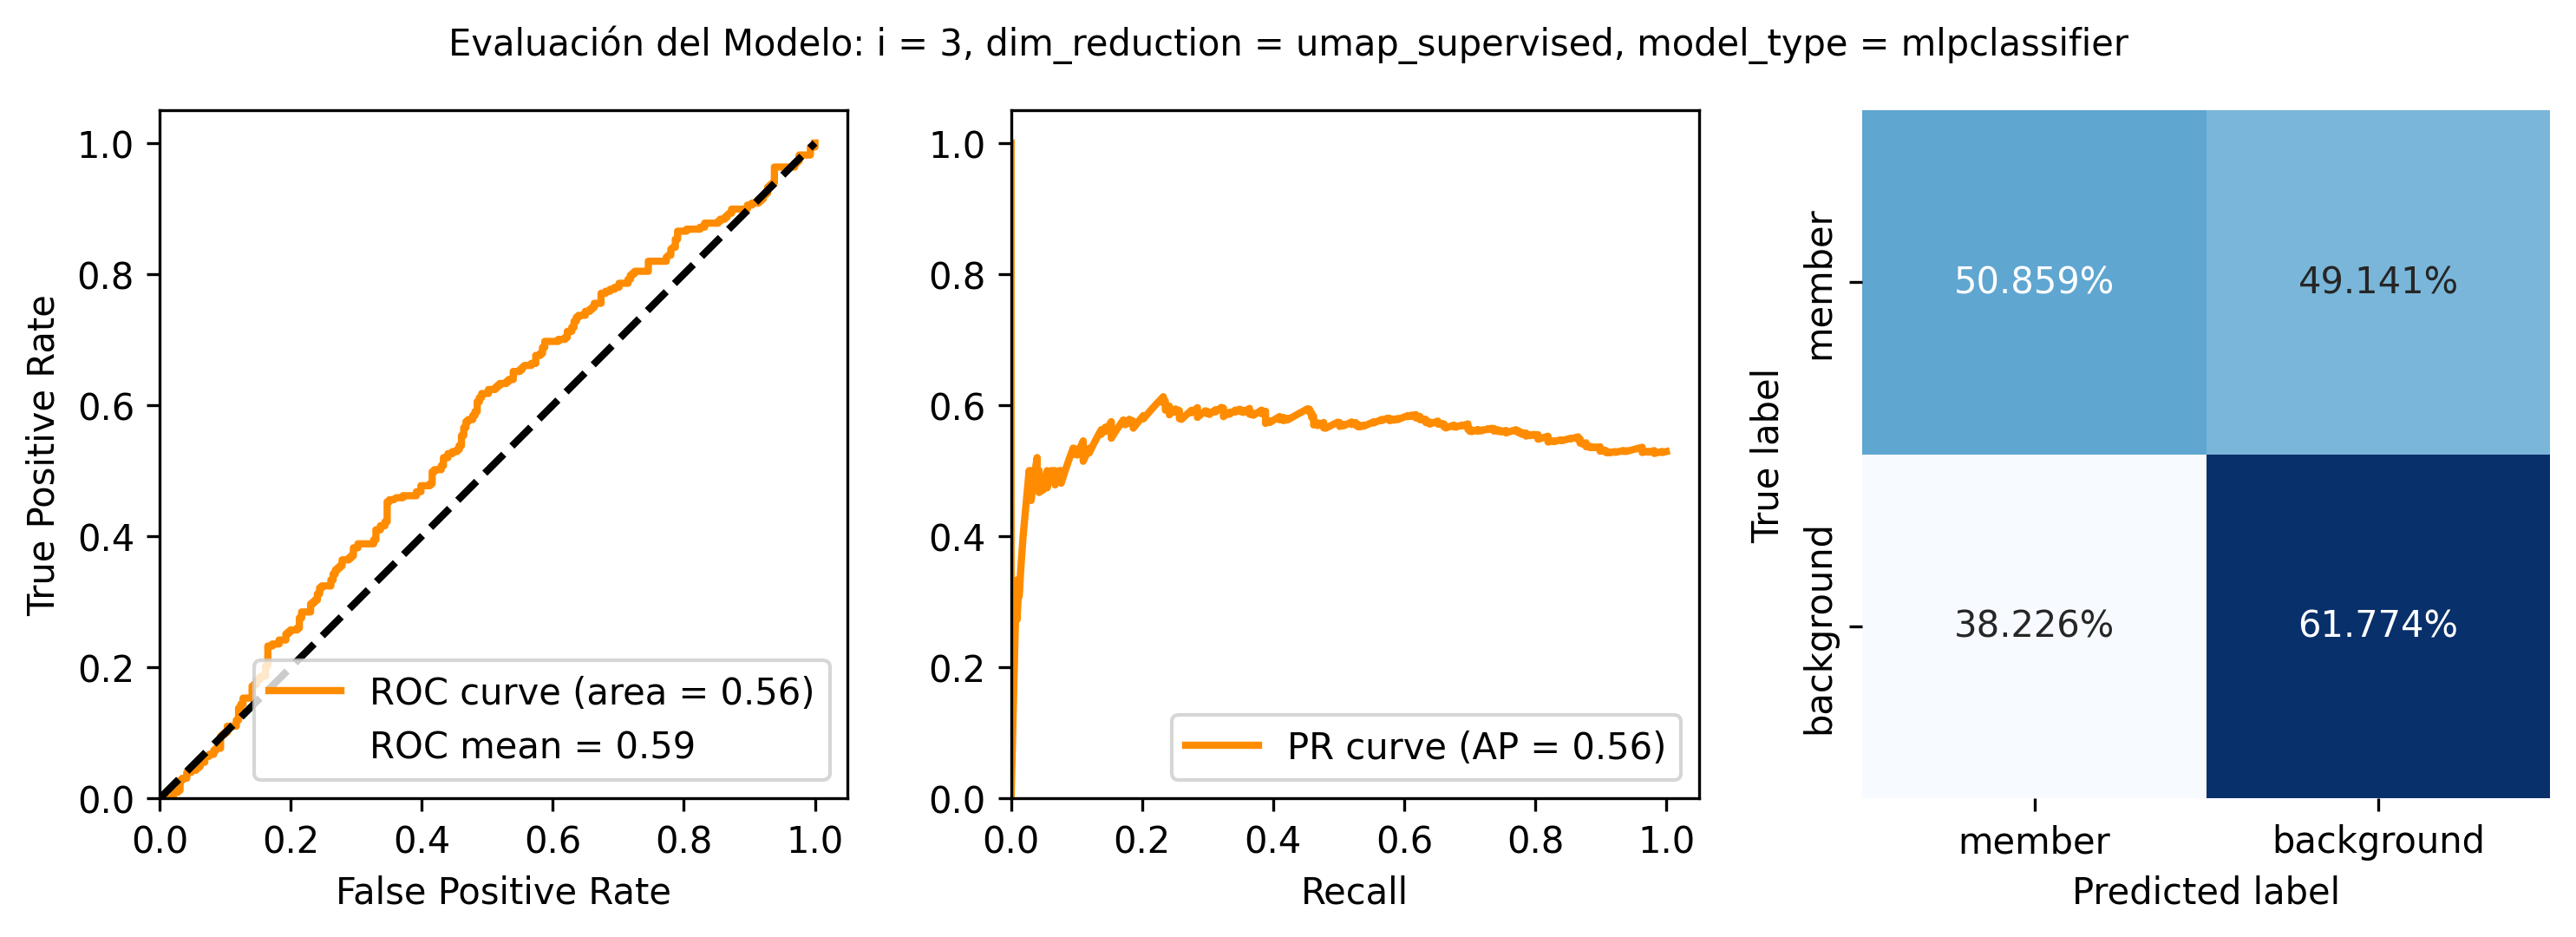 Evaluación del Modelo: i = 3, dim_reduction = umap_supervised, model_type = mlpclassifier
True Positive Rate
1.0
0.8
0.6
0.4
0.2
0.0
0.0 0.2 0.4 0.6 0.8 1.0
False Positive Rate
ROC curve (area = 0.56)
ROC mean = 0.59
1.0
0.8
0.6
0.4
0.2
0.0
0.0 0.2 0.4 0.6 0.8 1.0
Recall
PR curve (AP = 0.56)
True label
member
background
50.859% 49.141%
38.226% 61.774%
member background
Predicted label